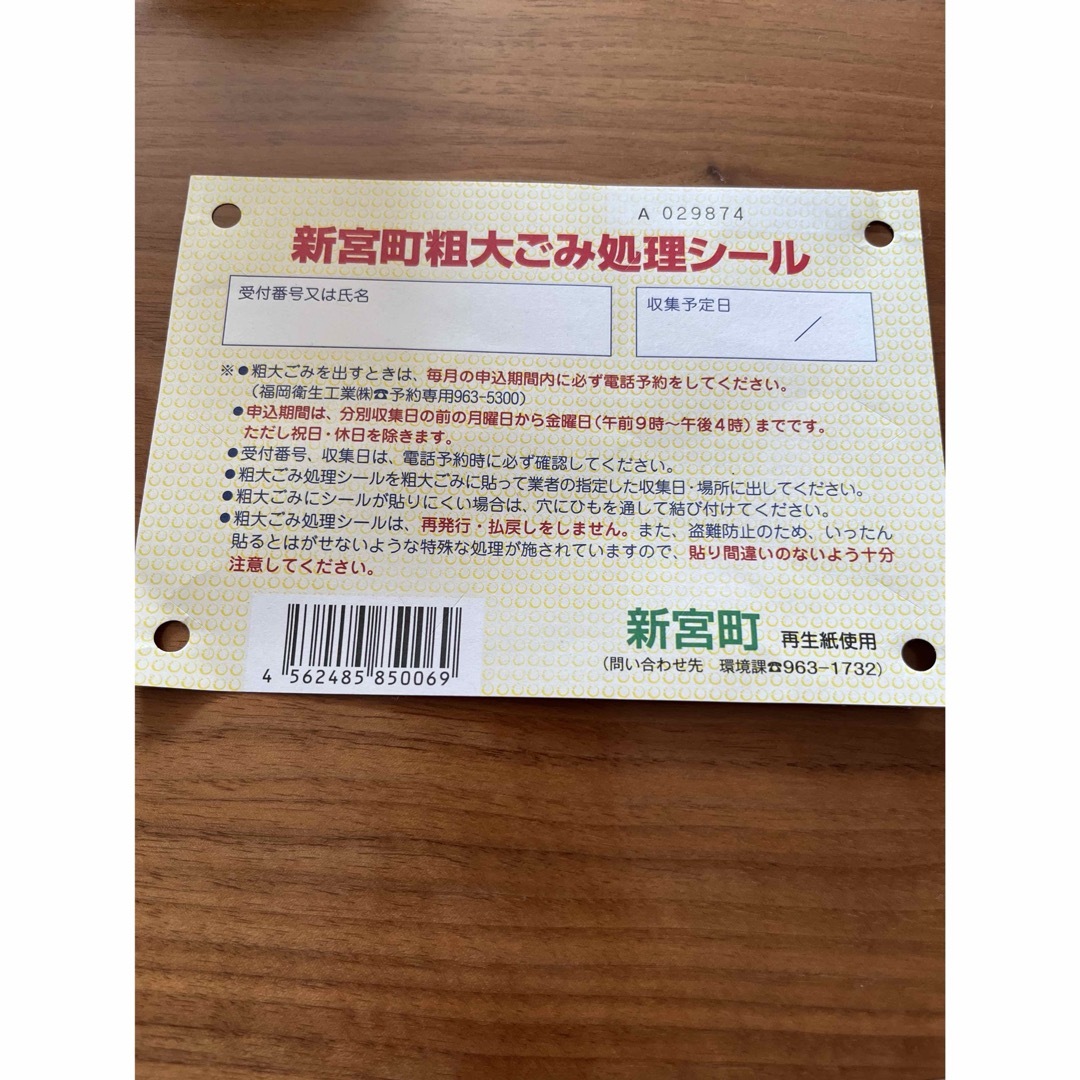 A 029874
新宮町粗大ごみ処理シール
受付番号又は氏名
収集予定日
／
※●粗大ごみを出すときは、毎月の申込期間内に必ず電話予約をしてください。
（福岡衛生工業㈱☎予約専用963-5300）
●申込期間は、分別収集日の前の月曜日から金曜日（午前9時〜午後4時）までです。
ただし祝日・休日を除きます。
●受付番号、収集日は、電話予約時に必ず確認してください。
●粗大ごみ処理シールを粗大ごみに貼って業者の指定した収集日・場所に出してください。
●粗大ごみにシールが貼りにくい場合は、穴にひもを通して結び付けてください。
●粗大ごみ処理シールは、再発行・払戻しをしません。また、盗難防止のため、いったん
貼るとはがせないような特殊な処理が施されていますので、貼り間違いのないよう十分
注意してください。
4 562485 850069
新宮町 再生紙使用
（問い合わせ先 環境課☎963-1732）